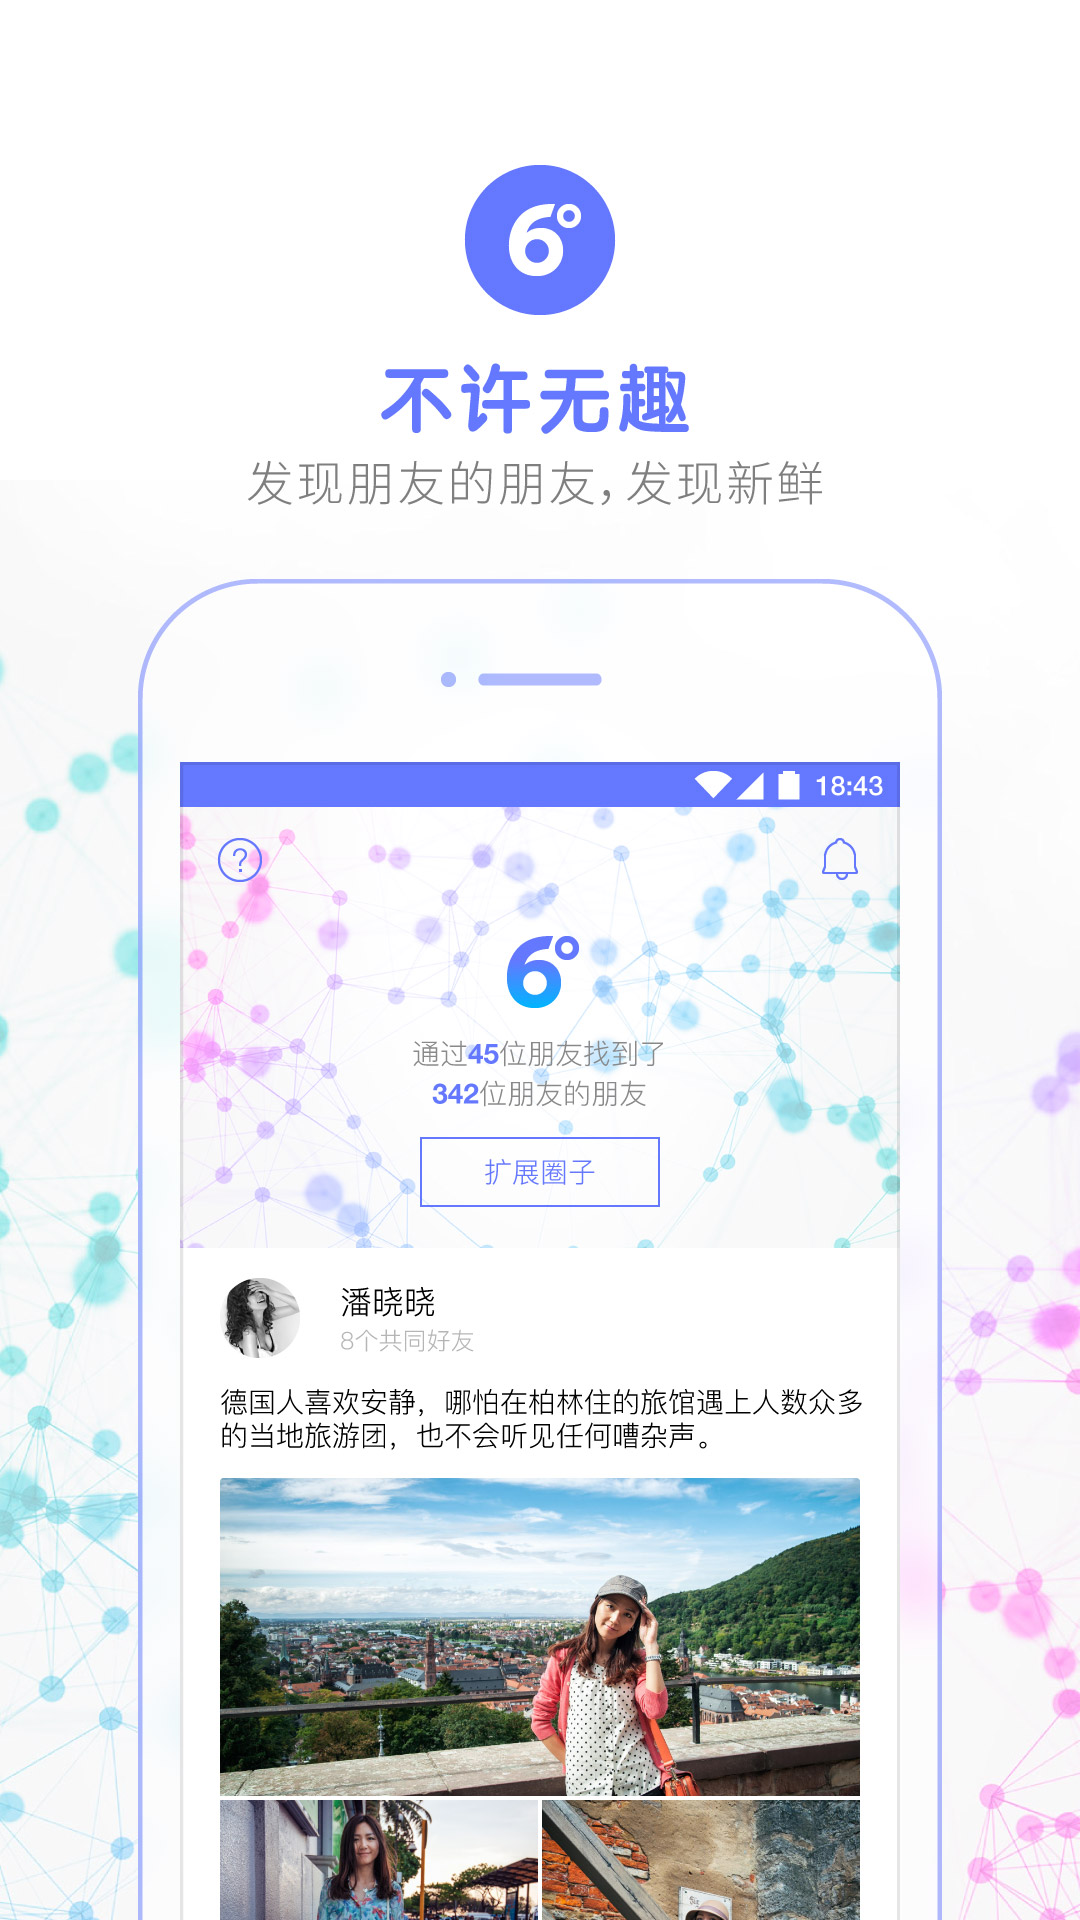 6°
不许无趣
发现朋友的朋友，发现新鲜
18:43
?
6°
通过45位朋友找到了
342位朋友的朋友
扩展圈子
潘晓晓
8个共同好友
德国人喜欢安静，哪怕在柏林住的旅馆遇上人数众多
的当地旅游团，也不会听见任何嘈杂声。